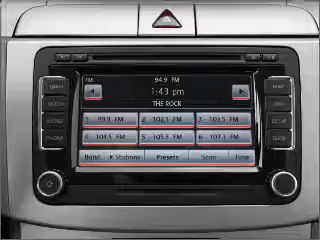 FM 94.9 FM
1:43 pm
THE ROCK
1 99.9 FM 2 102.1 FM 3 103.5 FM
4 104.5 FM 5 105.3 FM 6 107.1 FM
Band Stations Presets Scan Tune
RADIO MAP
MEDIA
SOUND SETUP
PHONE